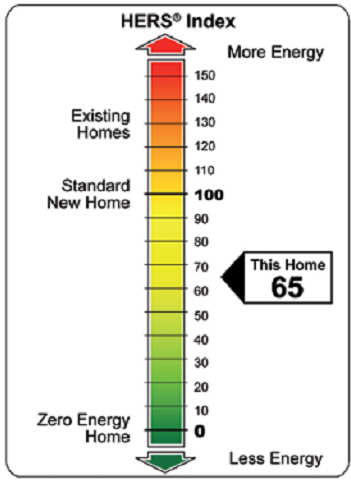 HERS® Index
More Energy
150
140
Existing
Homes
130
120
110
Standard
New Home
100
90
80
70
This Home
65
60
50
40
30
20
10
Zero Energy
Home
0
Less Energy